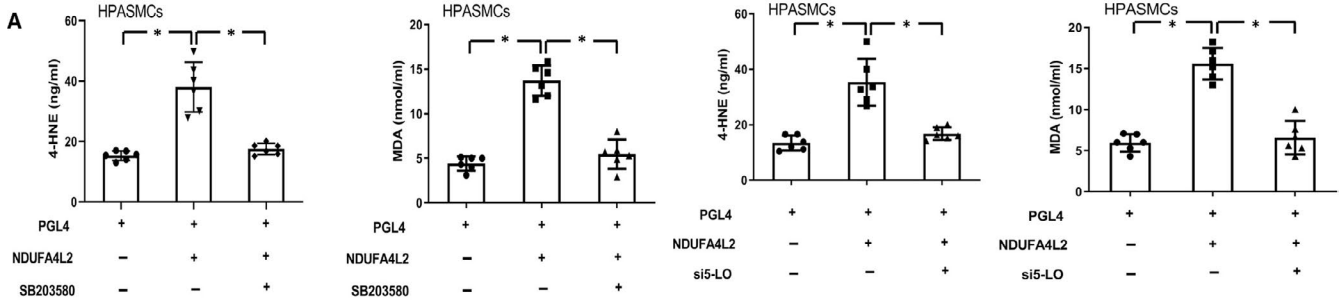 A
HPASMCs
* *
4-HNE (ng/ml)
60
40
20
0
PGL4 + + +
NDUFA4L2 – + +
SB203580 – – +
HPASMCs
* *
MDA (nmol/ml)
20
15
10
5
0
PGL4 + + +
NDUFA4L2 – + +
SB203580 – – +
HPASMCs
* *
4-HNE (ng/ml)
60
40
20
0
PGL4 + + +
NDUFA4L2 – + +
si5-LO – – +
HPASMCs
* *
MDA (nmol/ml)
20
15
10
5
0
PGL4 + + +
NDUFA4L2 – + +
si5-LO – – +